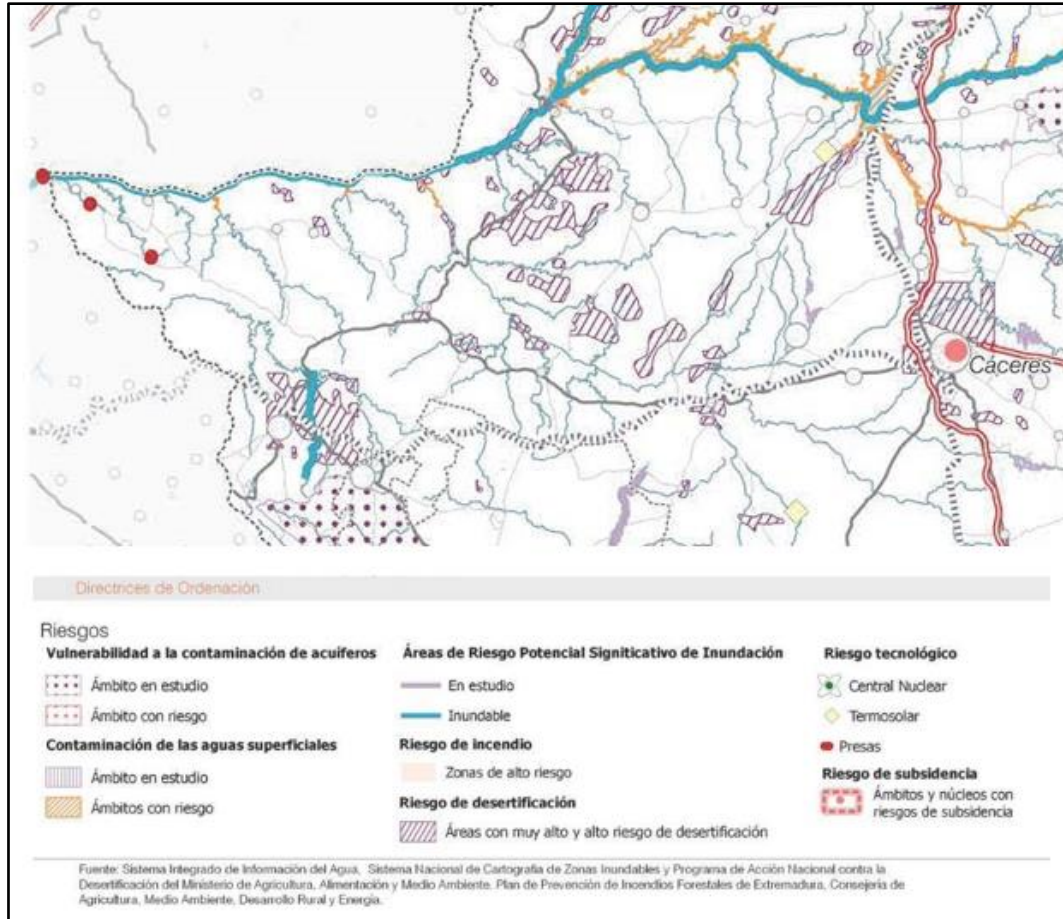 A-66
Cáceres
Directrices de Ordenación
Riesgos
Vulnerabilidad a la contaminación de acuíferos
Ámbito en estudio
Ámbito con riesgo
Contaminación de las aguas superficiales
Ámbito en estudio
Ámbitos con riesgo
Áreas de Riesgo Potencial Signiticativo de Inundación
En estudio
Inundable
Riesgo de incendio
Zonas de alto riesgo
Riesgo de desertificación
Áreas con muy alto y alto riesgo de desertificación
Riesgo tecnológico
Central Nuclear
Termosolar
Presas
Riesgo de subsidencia
Ámbitos y núcleos con
riesgos de subsidencia
Fuente: Sistema Integrado de Información del Agua, Sistema Nacional de Cartografia de Zonas Inundables y Programa de Acción Nacional contra la
Desertificación del Ministerio de Agricultura, Alimentación y Medio Ambiente. Plan de Prevención de Incendios Forestales de Extremadura, Consejería de
Agricultura, Medio Ambiente, Desarrollo Rural y Energía.